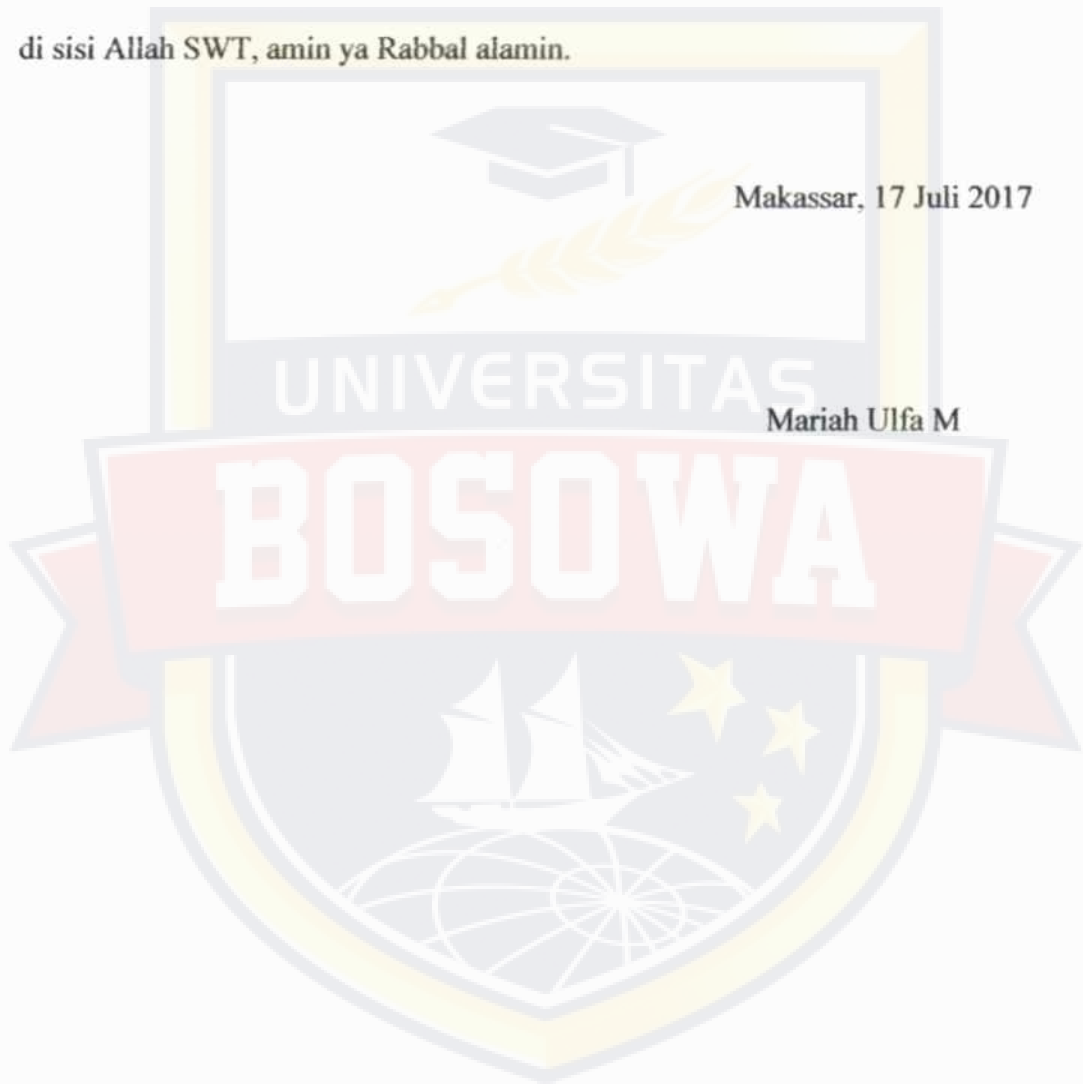 di sisi Allah SWT, amin ya Rabbal alamin.
Makassar, 17 Juli 2017
UNIVERSITAS
Mariah Ulfa M
BOSOWA